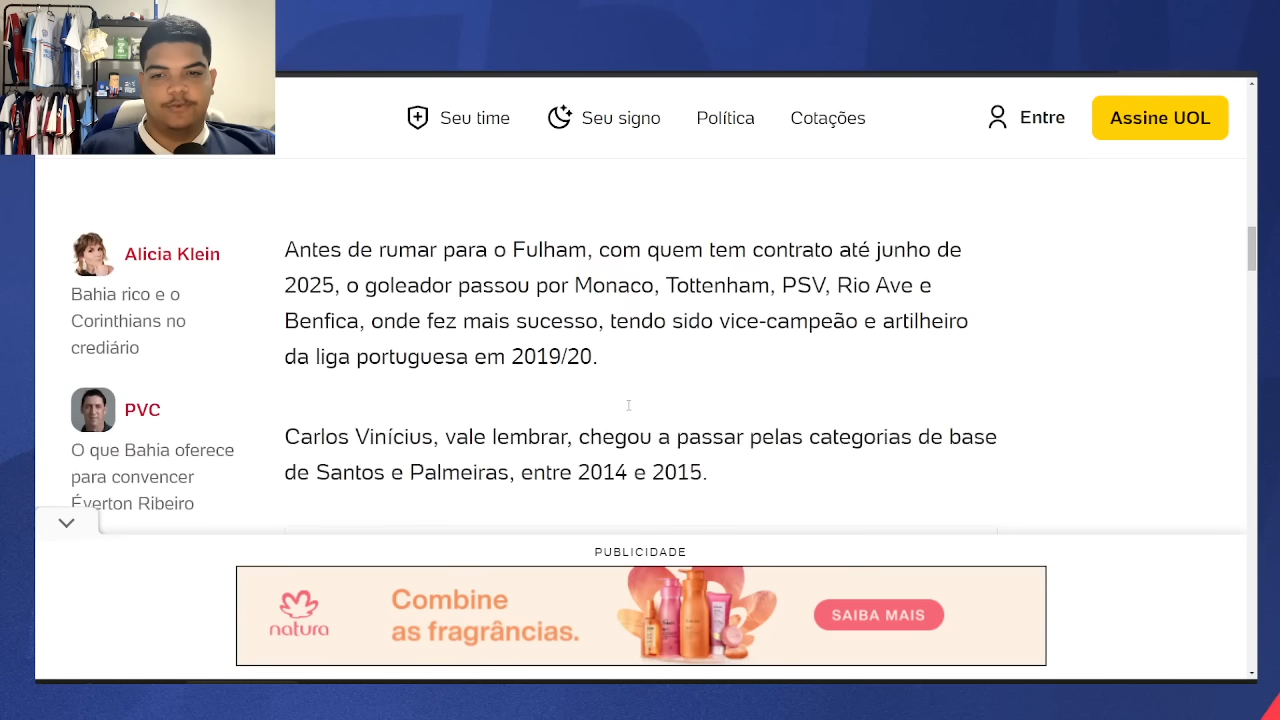 Seu time
Seu signo
Política
Cotações
Entre
Assine UOL
Alicia Klein
Bahia rico e o
Corinthians no
crediário
PVC
O que Bahia oferece
para convencer
Éverton Ribeiro
Antes de rumar para o Fulham, com quem tem contrato até junho de
2025, o goleador passou por Monaco, Tottenham, PSV, Rio Ave e
Benfica, onde fez mais sucesso, tendo sido vice-campeão e artilheiro
da liga portuguesa em 2019/20.
Carlos Vinícius, vale lembrar, chegou a passar pelas categorias de base
de Santos e Palmeiras, entre 2014 e 2015.
PUBLICIDADE
natura
Combine
as fragrâncias.
SAIBA MAIS